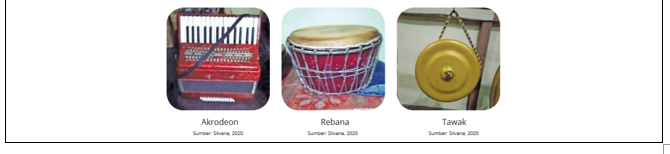 Akrodeon Rebana Tawak
Sumber: Silvana, 2020 Sumber: Silvana, 2020 Sumber: Silvana, 2020